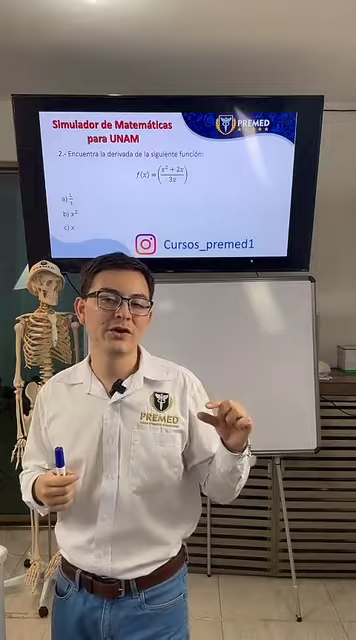 Simulador de Matemáticas
para UNAM
PREMED
2.- Encuentra la derivada de la siguiente función:
f(x) = (x² + 2x / 3x)
a) 1/3
b) x²
c) x
Cursos_premed1
PREMED